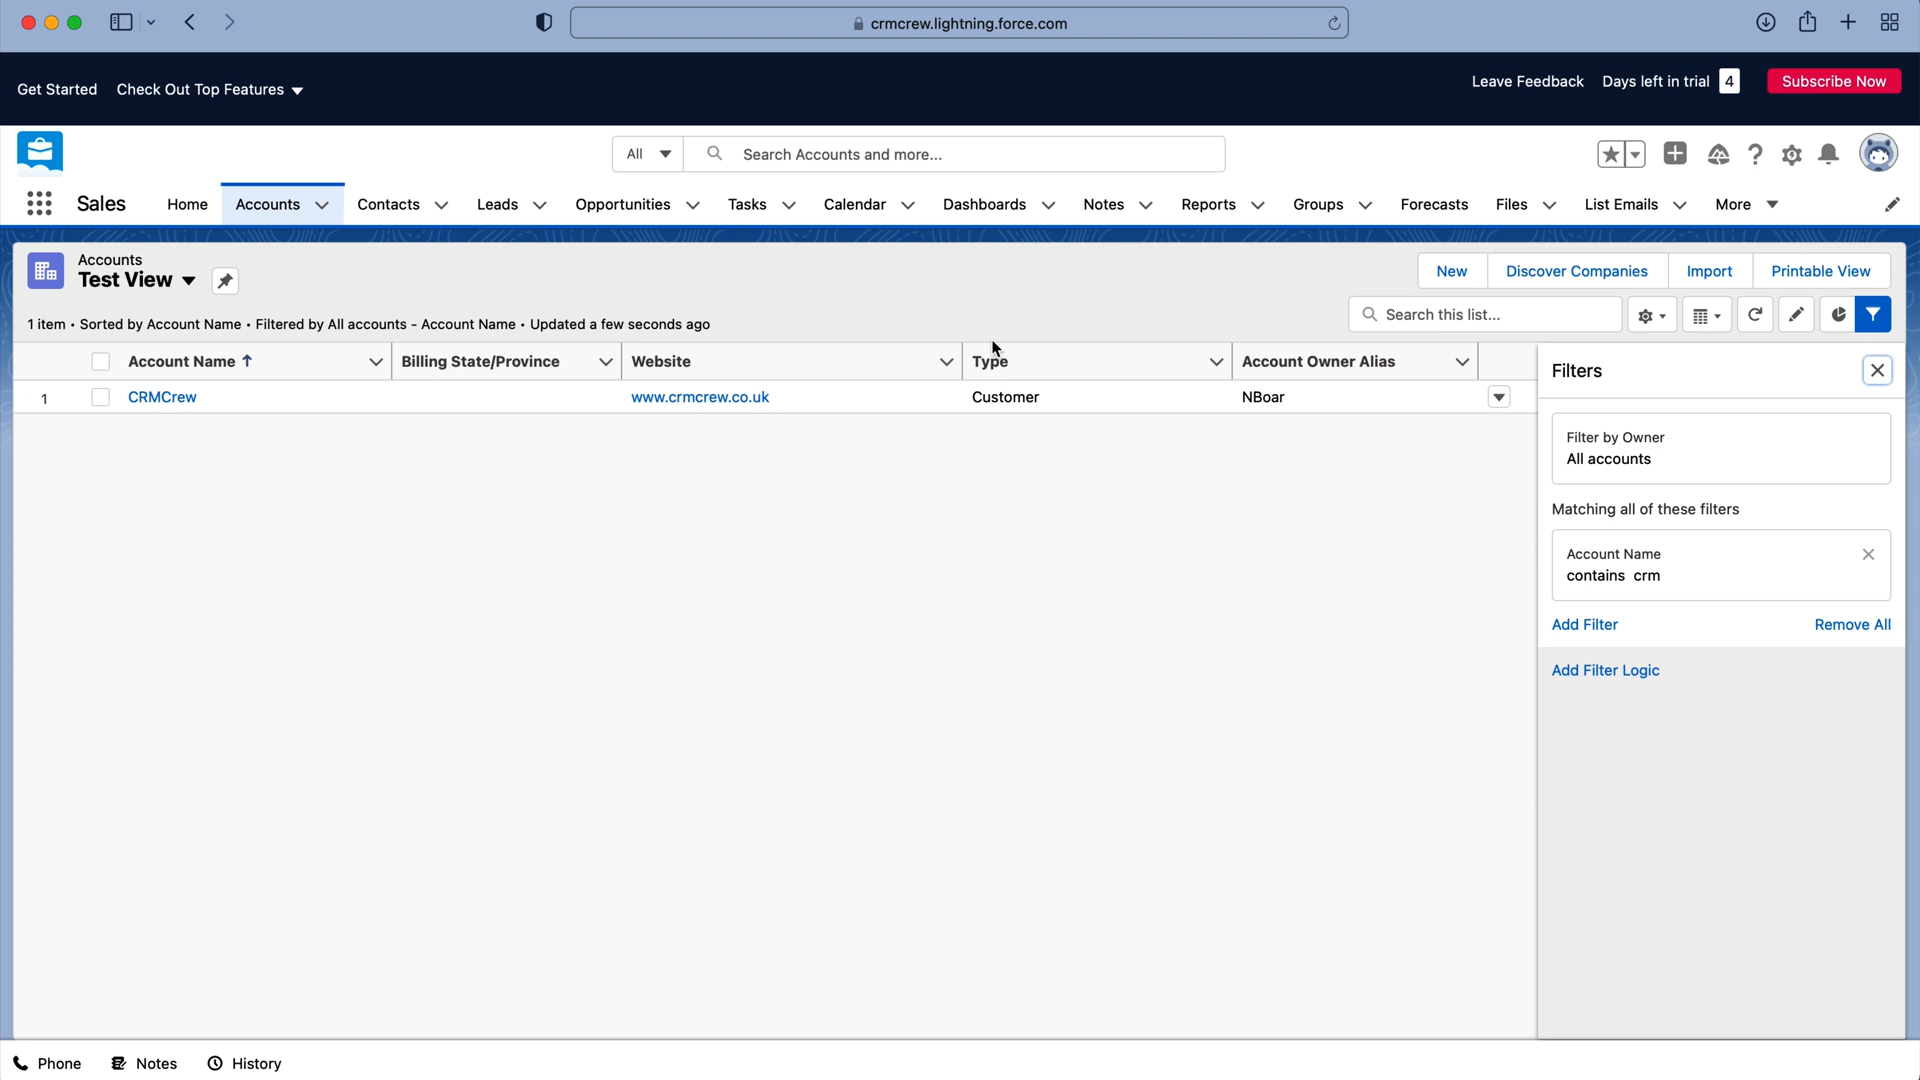 crmcrew.lightning.force.com
Get Started Check Out Top Features
Leave Feedback Days left in trial 4 Subscribe Now
All Search Accounts and more...
Sales Home Accounts Contacts Leads Opportunities Tasks Calendar Dashboards Notes Reports Groups Forecasts Files List Emails More
Accounts
Test View
New Discover Companies Import Printable View
1 item • Sorted by Account Name • Filtered by All accounts - Account Name • Updated a few seconds ago
Search this list...
Account Name Billing State/Province Website Type Account Owner Alias
1 CRMCrew www.crmcrew.co.uk Customer NBoar
Filters
Filter by Owner
All accounts
Matching all of these filters
Account Name
contains crm
Add Filter Remove All
Add Filter Logic
Phone Notes History